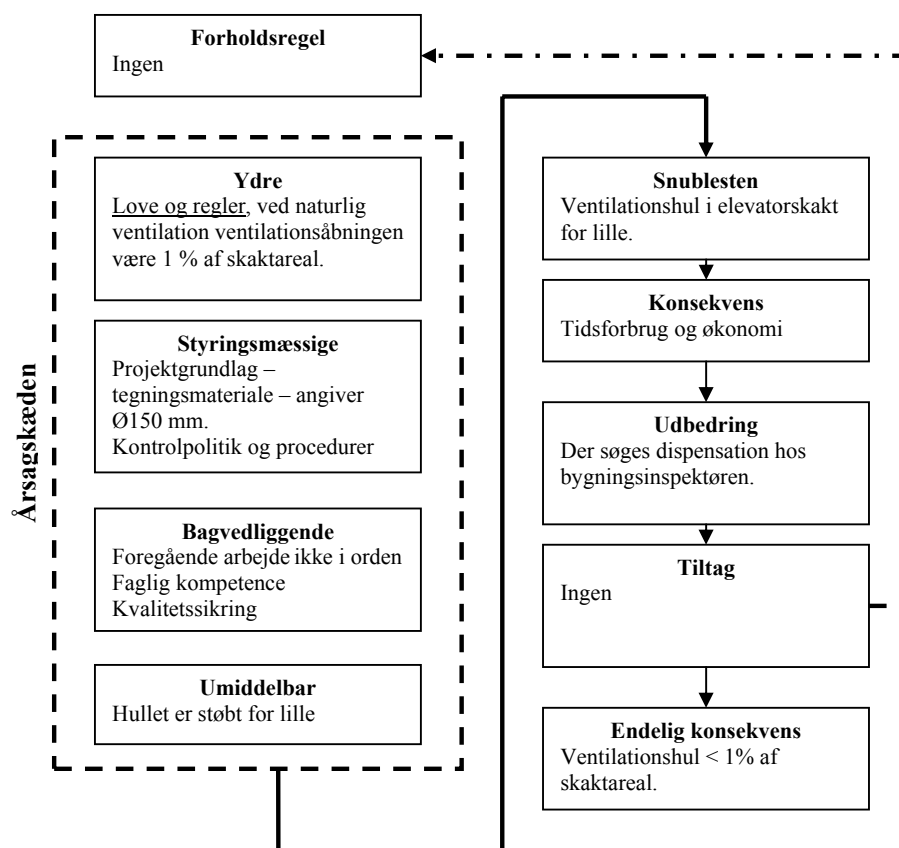 Forholdsregel
Ingen
Årsagskæden
Ydre
Love og regler, ved naturlig
ventilation ventilationsåbningen
være 1 % af skaktareal.
Styringsmæssige
Projektgrundlag –
tegningsmateriale – angiver
Ø150 mm.
Kontrolpolitik og procedurer
Bagvedliggende
Foregående arbejde ikke i orden
Faglig kompetence
Kvalitetssikring
Umiddelbar
Hullet er støbt for lille
Snublesten
Ventilationshul i elevatorskakt
for lille.
Konsekvens
Tidsforbrug og økonomi
Udbedring
Der søges dispensation hos
bygningsinspektøren.
Tiltag
Ingen
Endelig konsekvens
Ventilationshul < 1% af
skaktareal.